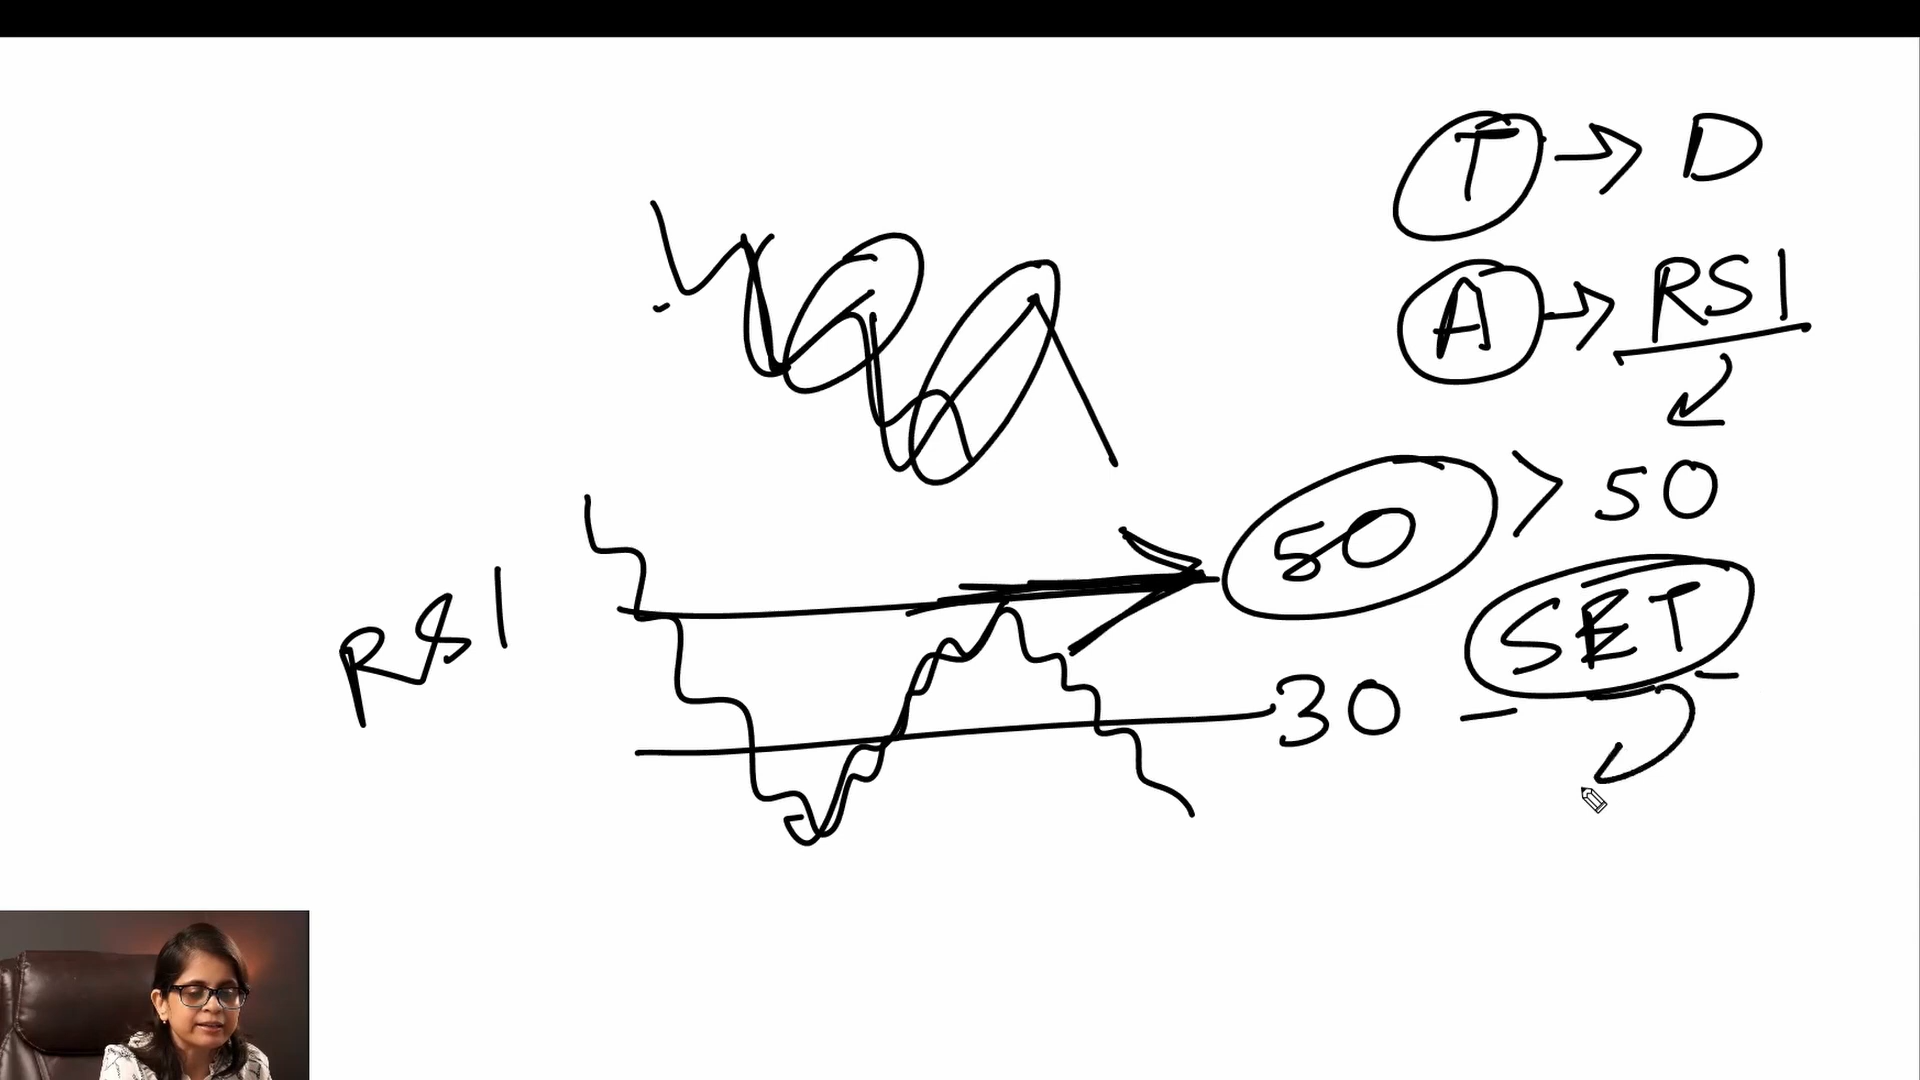 T → D
A → RSI
> 50
50
SET
RSI
30